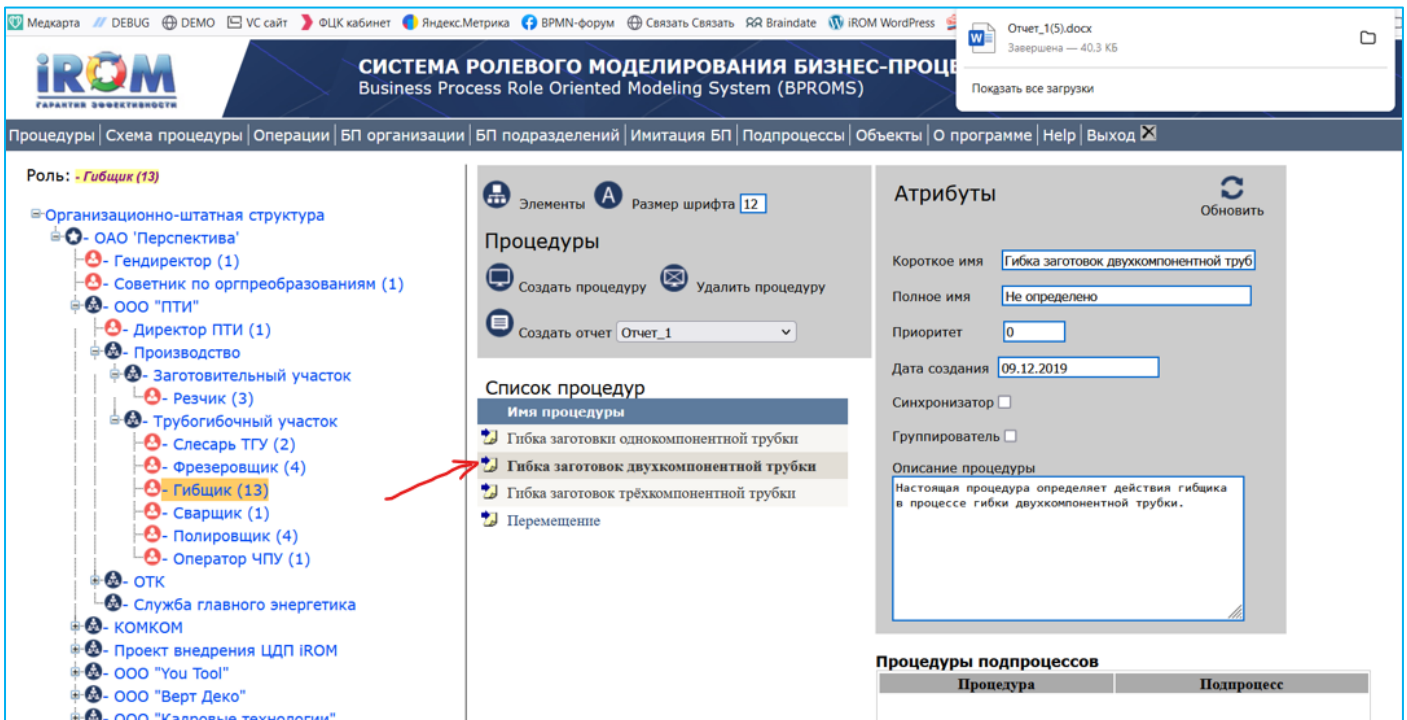 Медкарта DEBUG DEMO VC сайт ФЦК кабинет Яндекс.Метрика BPMN-форум Связать Связать Braindate iROM WordPress
Отчет_1(5).docx
Завершена — 40,3 КБ
Показать все загрузки
iROM
ГАРАНТИЯ ЭФФЕКТИВНОСТИ
СИСТЕМА РОЛЕВОГО МОДЕЛИРОВАНИЯ БИЗНЕС-ПРОЦЕ
Business Process Role Oriented Modeling System (BPROMS)
Процедуры | Схема процедуры | Операции | БП организации | БП подразделений | Имитация БП | Подпроцессы | Объекты | О программе | Help | Выход
Роль: - Гибщик (13)
Организационно-штатная структура
- ОАО 'Перспектива'
- Гендиректор (1)
- Советник по оргпреобразованиям (1)
- ООО "ПТИ"
- Директор ПТИ (1)
- Производство
- Заготовительный участок
- Резчик (3)
- Трубогибочный участок
- Слесарь ТГУ (2)
- Фрезеровщик (4)
- Гибщик (13)
- Сварщик (1)
- Полировщик (4)
- Оператор ЧПУ (1)
- ОТК
- Служба главного энергетика
- КОМКОМ
- Проект внедрения ЦДП iROM
- ООО "You Tool"
- ООО "Верт Деко"
- ООО "Кадровые технологии"
Элементы A Размер шрифта 12
Процедуры
Создать процедуру Удалить процедуру
Создать отчет Отчет_1
Список процедур
Имя процедуры
Гибка заготовки однокомпонентной трубки
Гибка заготовок двухкомпонентной трубки
Гибка заготовок трёхкомпонентной трубки
Перемещение
Атрибуты
Обновить
Короткое имя Гибка заготовок двухкомпонентной труб
Полное имя Не определено
Приоритет 0
Дата создания 09.12.2019
Синхронизатор
Группирователь
Описание процедуры
Настоящая процедура определяет действия гибщика
в процессе гибки двухкомпонентной трубки.
Процедуры подпроцессов
Процедура Подпроцесс